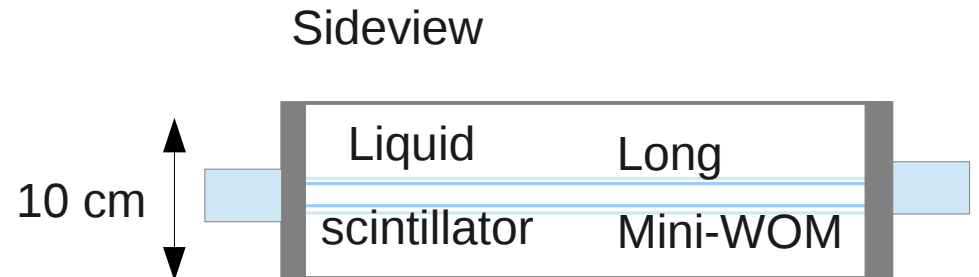 Sideview
Liquid
Long
10 cm
scintillator
Mini-WOM